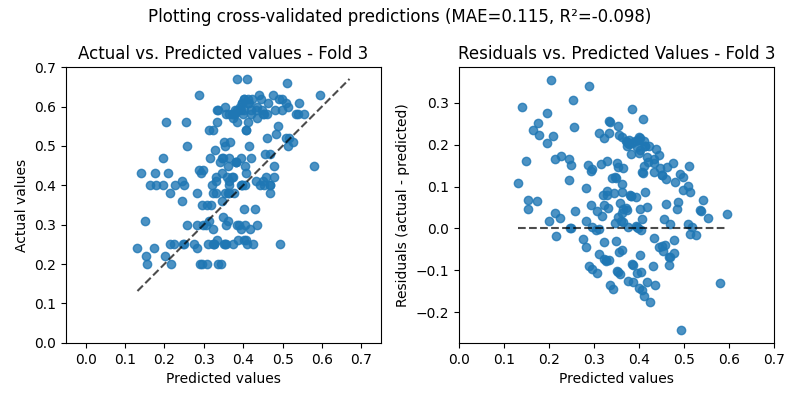 Plotting cross-validated predictions (MAE=0.115, R²=-0.098)
Actual vs. Predicted values - Fold 3
Actual values
0.7
0.6
0.5
0.4
0.3
0.2
0.1
0.0
0.0 0.1 0.2 0.3 0.4 0.5 0.6 0.7
Predicted values
Residuals vs. Predicted Values - Fold 3
Residuals (actual - predicted)
0.3
0.2
0.1
0.0
−0.1
−0.2
0.0 0.1 0.2 0.3 0.4 0.5 0.6 0.7
Predicted values